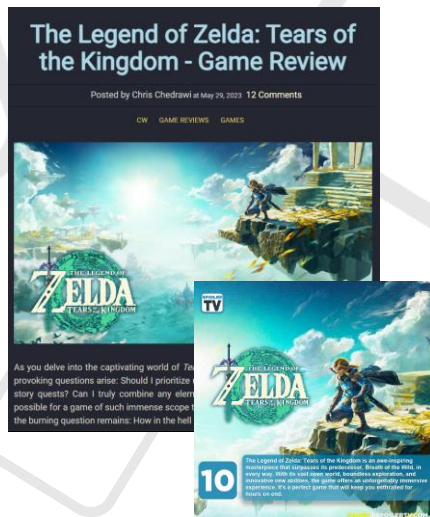 The Legend of Zelda: Tears of
the Kingdom - Game Review
Posted by Chris Chedrawi at May 29, 2023 12 Comments
CW GAME REVIEWS GAMES
THE LEGEND OF
ZELDA
TEARS OF THE KINGDOM
As you delve into the captivating world of
provoking questions arise: Should I prioritize
story quests? Can I truly combine any
possible for a game of such immense scope
the burning question remains: How in the hell
SPOILER
TV
THE LEGEND OF
ZELDA
TEARS OF THE KINGDOM
10
The Legend of Zelda: Tears of the Kingdom is an awe-inspiring
masterpiece that surpasses its predecessor, Breath of the Wild, in
every way. With its vast open world, boundless exploration, and
innovative new abilities, the game offers an unforgettably immersive
experience. It's a perfect game that will keep you enthralled for
hours on end.